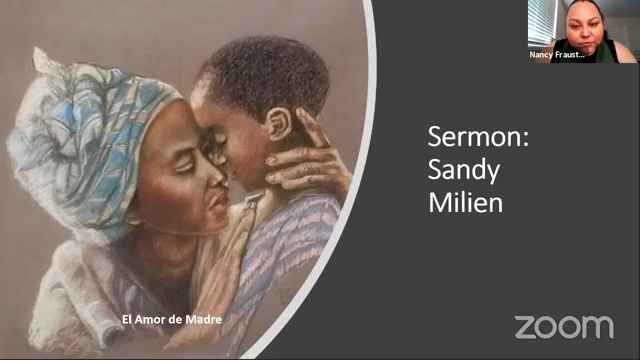 Nancy Fraust...
Sermon:
Sandy
Milien
El Amor de Madre
zoom